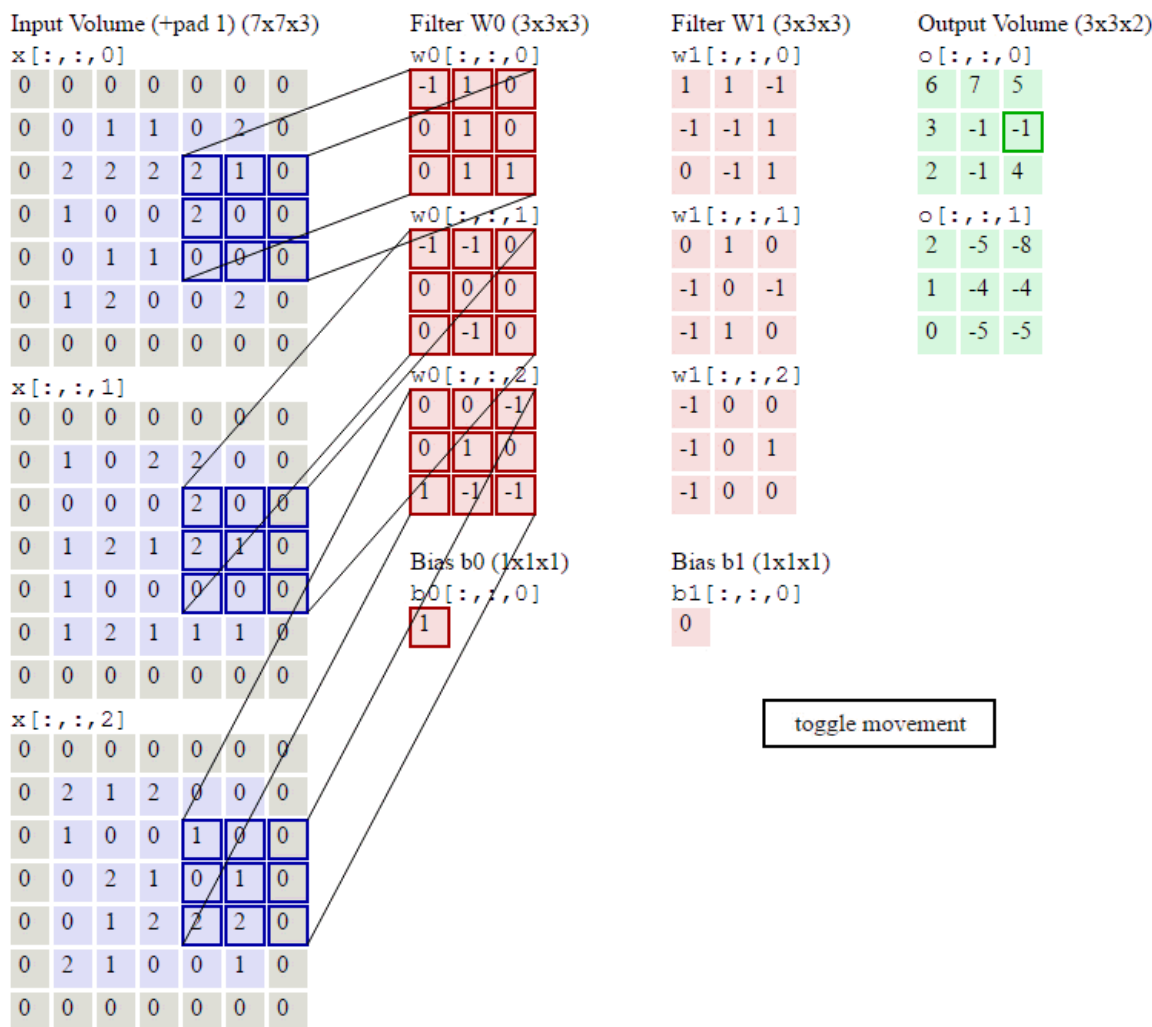 Input Volume (+pad 1) (7x7x3)
x[:,:,0]
0 0 0 0 0 0 0
0 0 1 1 0 2 0
0 2 2 2 2 1 0
0 1 0 0 2 0 0
0 0 1 1 0 0 0
0 1 2 0 0 2 0
0 0 0 0 0 0 0
x[:,:,1]
0 0 0 0 0 0 0
0 1 0 2 2 0 0
0 0 0 0 2 0 0
0 1 2 1 2 1 0
0 1 0 0 0 0 0
0 1 2 1 1 1 0
0 0 0 0 0 0 0
x[:,:,2]
0 0 0 0 0 0 0
0 2 1 2 0 0 0
0 1 0 0 1 0 0
0 0 2 1 0 1 0
0 0 1 2 2 2 0
0 2 1 0 0 1 0
0 0 0 0 0 0 0
Filter W0 (3x3x3)
w0[:,:,0]
-1 1 0
0 1 0
0 1 1
w0[:,:,1]
-1 -1 0
0 0 0
0 -1 0
w0[:,:,2]
0 0 -1
0 1 0
1 -1 -1
Bias b0 (1x1x1)
b0[:,:,0]
1
Filter W1 (3x3x3)
w1[:,:,0]
1 1 -1
-1 -1 1
0 -1 1
w1[:,:,1]
0 1 0
-1 0 -1
-1 1 0
w1[:,:,2]
-1 0 0
-1 0 1
-1 0 0
Bias b1 (1x1x1)
b1[:,:,0]
0
Output Volume (3x3x2)
o[:,:,0]
6 7 5
3 -1 -1
2 -1 4
o[:,:,1]
2 -5 -8
1 -4 -4
0 -5 -5
toggle movement